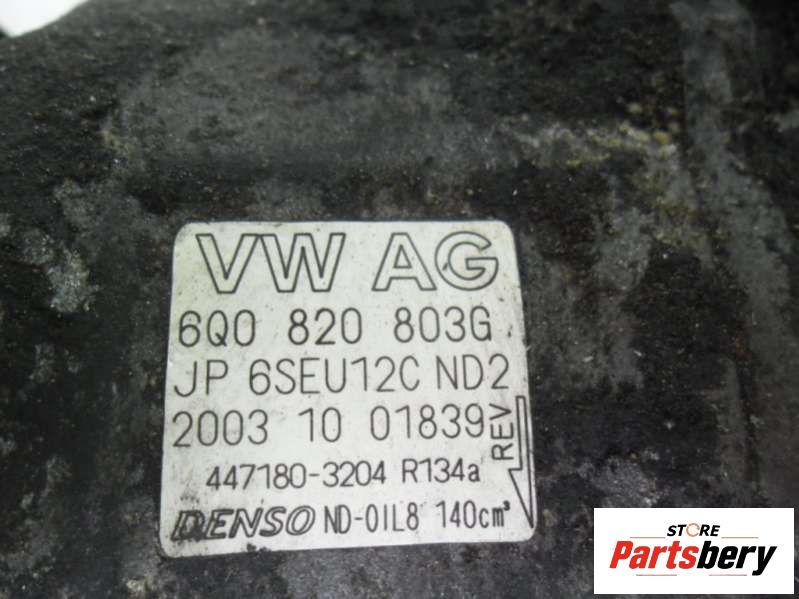 VW AG
6Q0 820 803G
JP 6SEU12C ND2
2003 10 01839
REV
447180-3204 R134a
DENSO ND-OIL8 140cm³
STORE
Partsbery